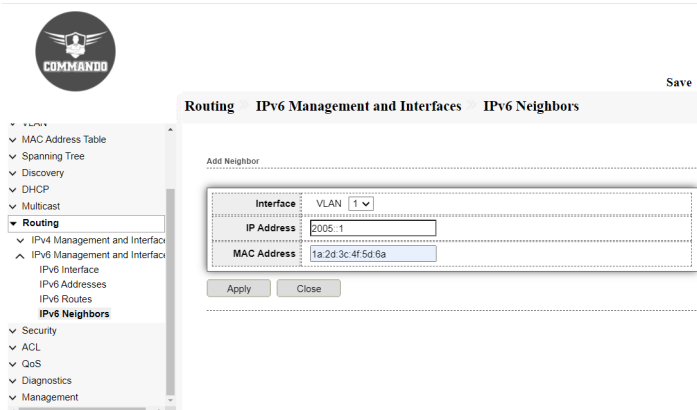 COMMANDO
Save
Routing » IPv6 Management and Interfaces » IPv6 Neighbors
VLAN
MAC Address Table
Spanning Tree
Discovery
DHCP
Multicast
Routing
IPv4 Management and Interface
IPv6 Management and Interface
IPv6 Interface
IPv6 Addresses
IPv6 Routes
IPv6 Neighbors
Security
ACL
QoS
Diagnostics
Management
Add Neighbor
Interface VLAN 1
IP Address 2005::1
MAC Address 1a:2d:3c:4f:5d:6a
Apply Close